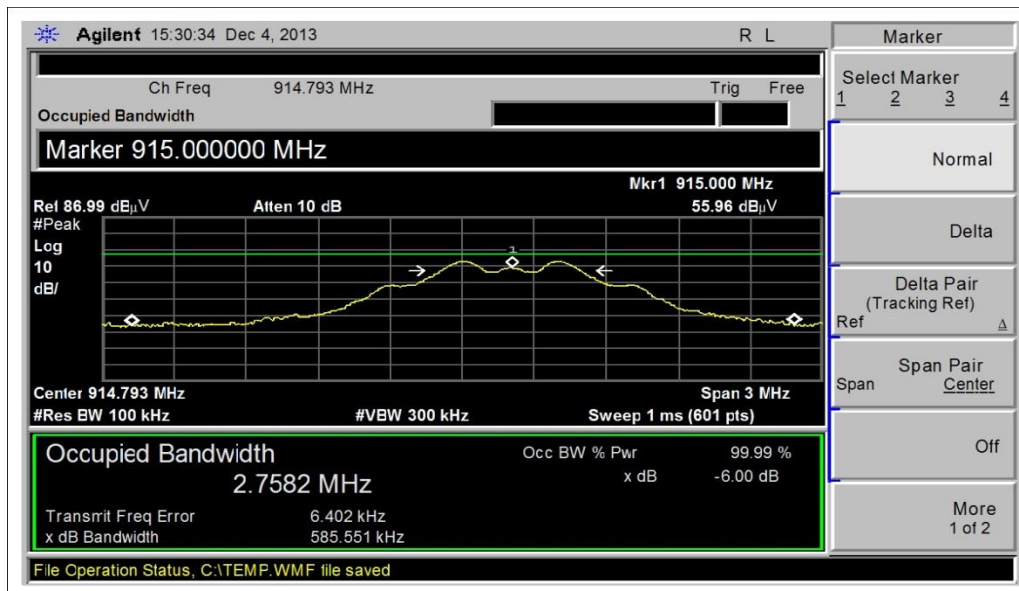 Agilent 15:30:34 Dec 4, 2013 R L
Marker
Ch Freq 914.793 MHz Trig Free
Occupied Bandwidth
Marker 915.000000 MHz
Mkr1 915.000 MHz
Ref 86.99 dBµV Atten 10 dB 55.96 dBµV
#Peak
Log
10
dB/
1
Center 914.793 MHz Span 3 MHz
#Res BW 100 kHz #VBW 300 kHz Sweep 1 ms (601 pts)
Occupied Bandwidth
2.7582 MHz
Occ BW % Pwr 99.99 %
x dB -6.00 dB
Transmit Freq Error 6.402 kHz
x dB Bandwidth 585.551 kHz
File Operation Status, C:\TEMP.WMF file saved
Select Marker
1 2 3 4
Normal
Delta
Delta Pair
(Tracking Ref)
Ref Δ
Span Pair
Span Center
Off
More
1 of 2